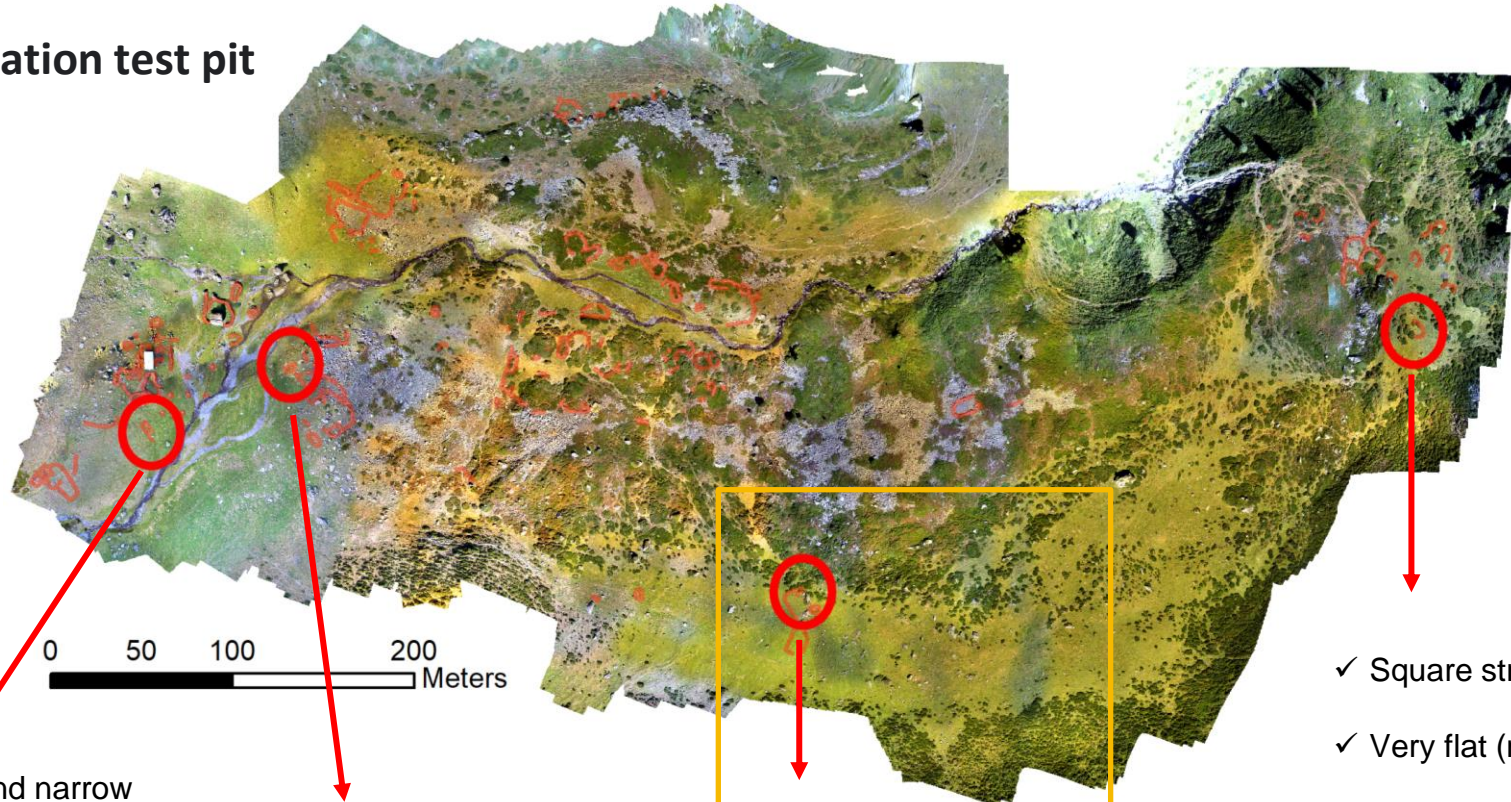 ation test pit
0 50 100 200
Meters
✓ Square str
✓ Very flat (
nd narrow